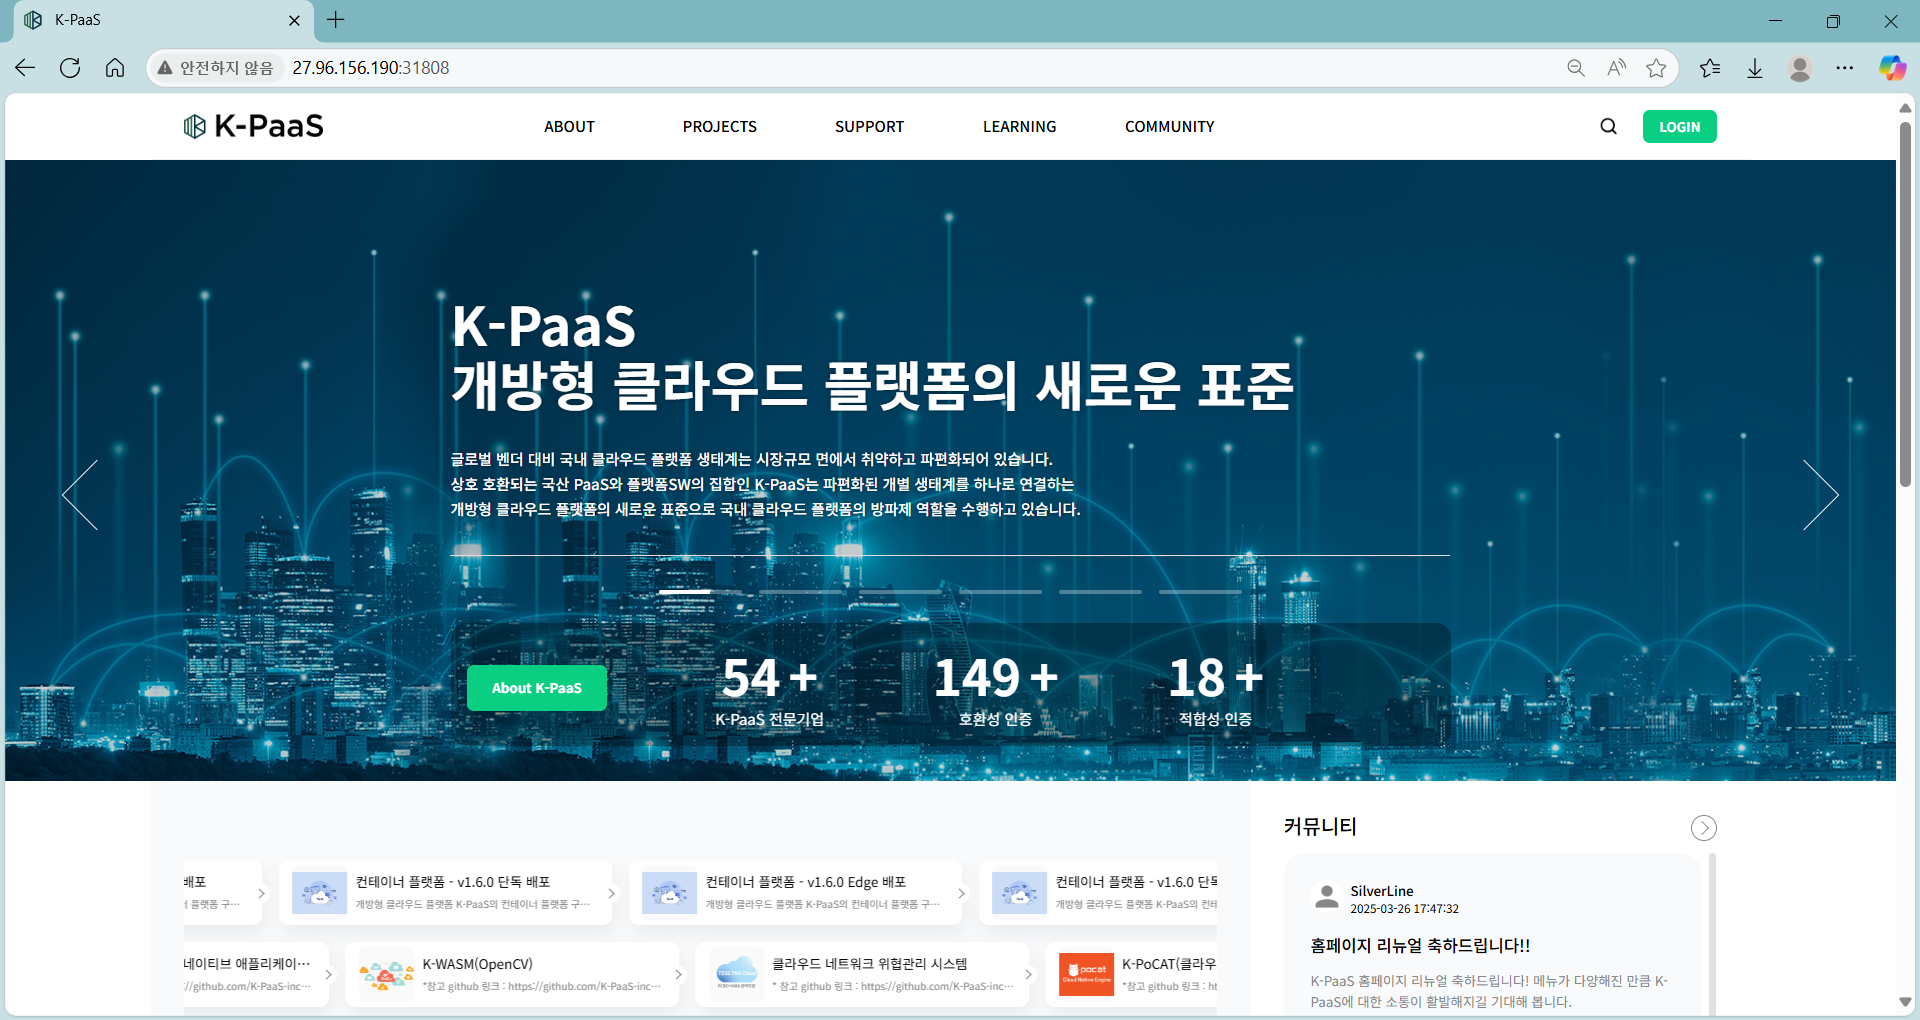 K-PaaS
안전하지 않음
27.96.156.190:31808
K-PaaS
ABOUT
PROJECTS
SUPPORT
LEARNING
COMMUNITY
LOGIN
K-PaaS
개방형 클라우드 플랫폼의 새로운 표준
글로벌 벤더 대비 국내 클라우드 플랫폼 생태계는 시장규모 면에서 취약하고 파편화되어 있습니다.
상호 호환되는 국산 PaaS와 플랫폼SW의 집합인 K-PaaS는 파편화된 개별 생태계를 하나로 연결하는
개방형 클라우드 플랫폼의 새로운 표준으로 국내 클라우드 플랫폼의 방파제 역할을 수행하고 있습니다.
About K-PaaS
54 +
K-PaaS 전문기업
149 +
호환성 인증
18 +
적합성 인증
배포
플랫폼 구···
컨테이너 플랫폼 - v1.6.0 단독 배포
개방형 클라우드 플랫폼 K-PaaS의 컨테이너 플랫폼 구···
컨테이너 플랫폼 - v1.6.0 Edge 배포
개방형 클라우드 플랫폼 K-PaaS의 컨테이너 플랫폼 구···
컨테이너 플랫폼 - v1.6.0 단독
개방형 클라우드 플랫폼 K-PaaS의 컨테
네이티브 애플리케이···
://github.com/K-PaaS-inc···
K-WASM(OpenCV)
*참고 github 링크 : https://github.com/K-PaaS-inc···
클라우드 네트워크 위협관리 시스템
* 참고 github 링크 : https://github.com/K-PaaS-inc···
poc at
Cloud Native Engine
K-PoCAT(클라우
*참고 github 링크 : ht
커뮤니티
SilverLine
2025-03-26 17:47:32
홈페이지 리뉴얼 축하드립니다!!
K-PaaS 홈페이지 리뉴얼 축하드립니다! 메뉴가 다양해진 만큼 K-
PaaS에 대한 소통이 활발해지길 기대해 봅니다.